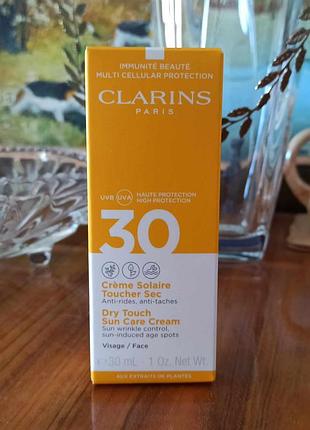 IMMUNITÉ BEAUTÉ
MULTI CELLULAR PROTECTION
CLARINS
PARIS
UVB UVA HAUTE PROTECTION
HIGH PROTECTION
30
Crème Solaire
Toucher Sec
Anti-rides, anti-taches
Dry Touch
Sun Care Cream
Sun wrinkle control,
sun-induced age spots
Visage / Face
e 30 mL - 1 Oz. Net Wt.
AUX EXTRAITS DE PLANTES